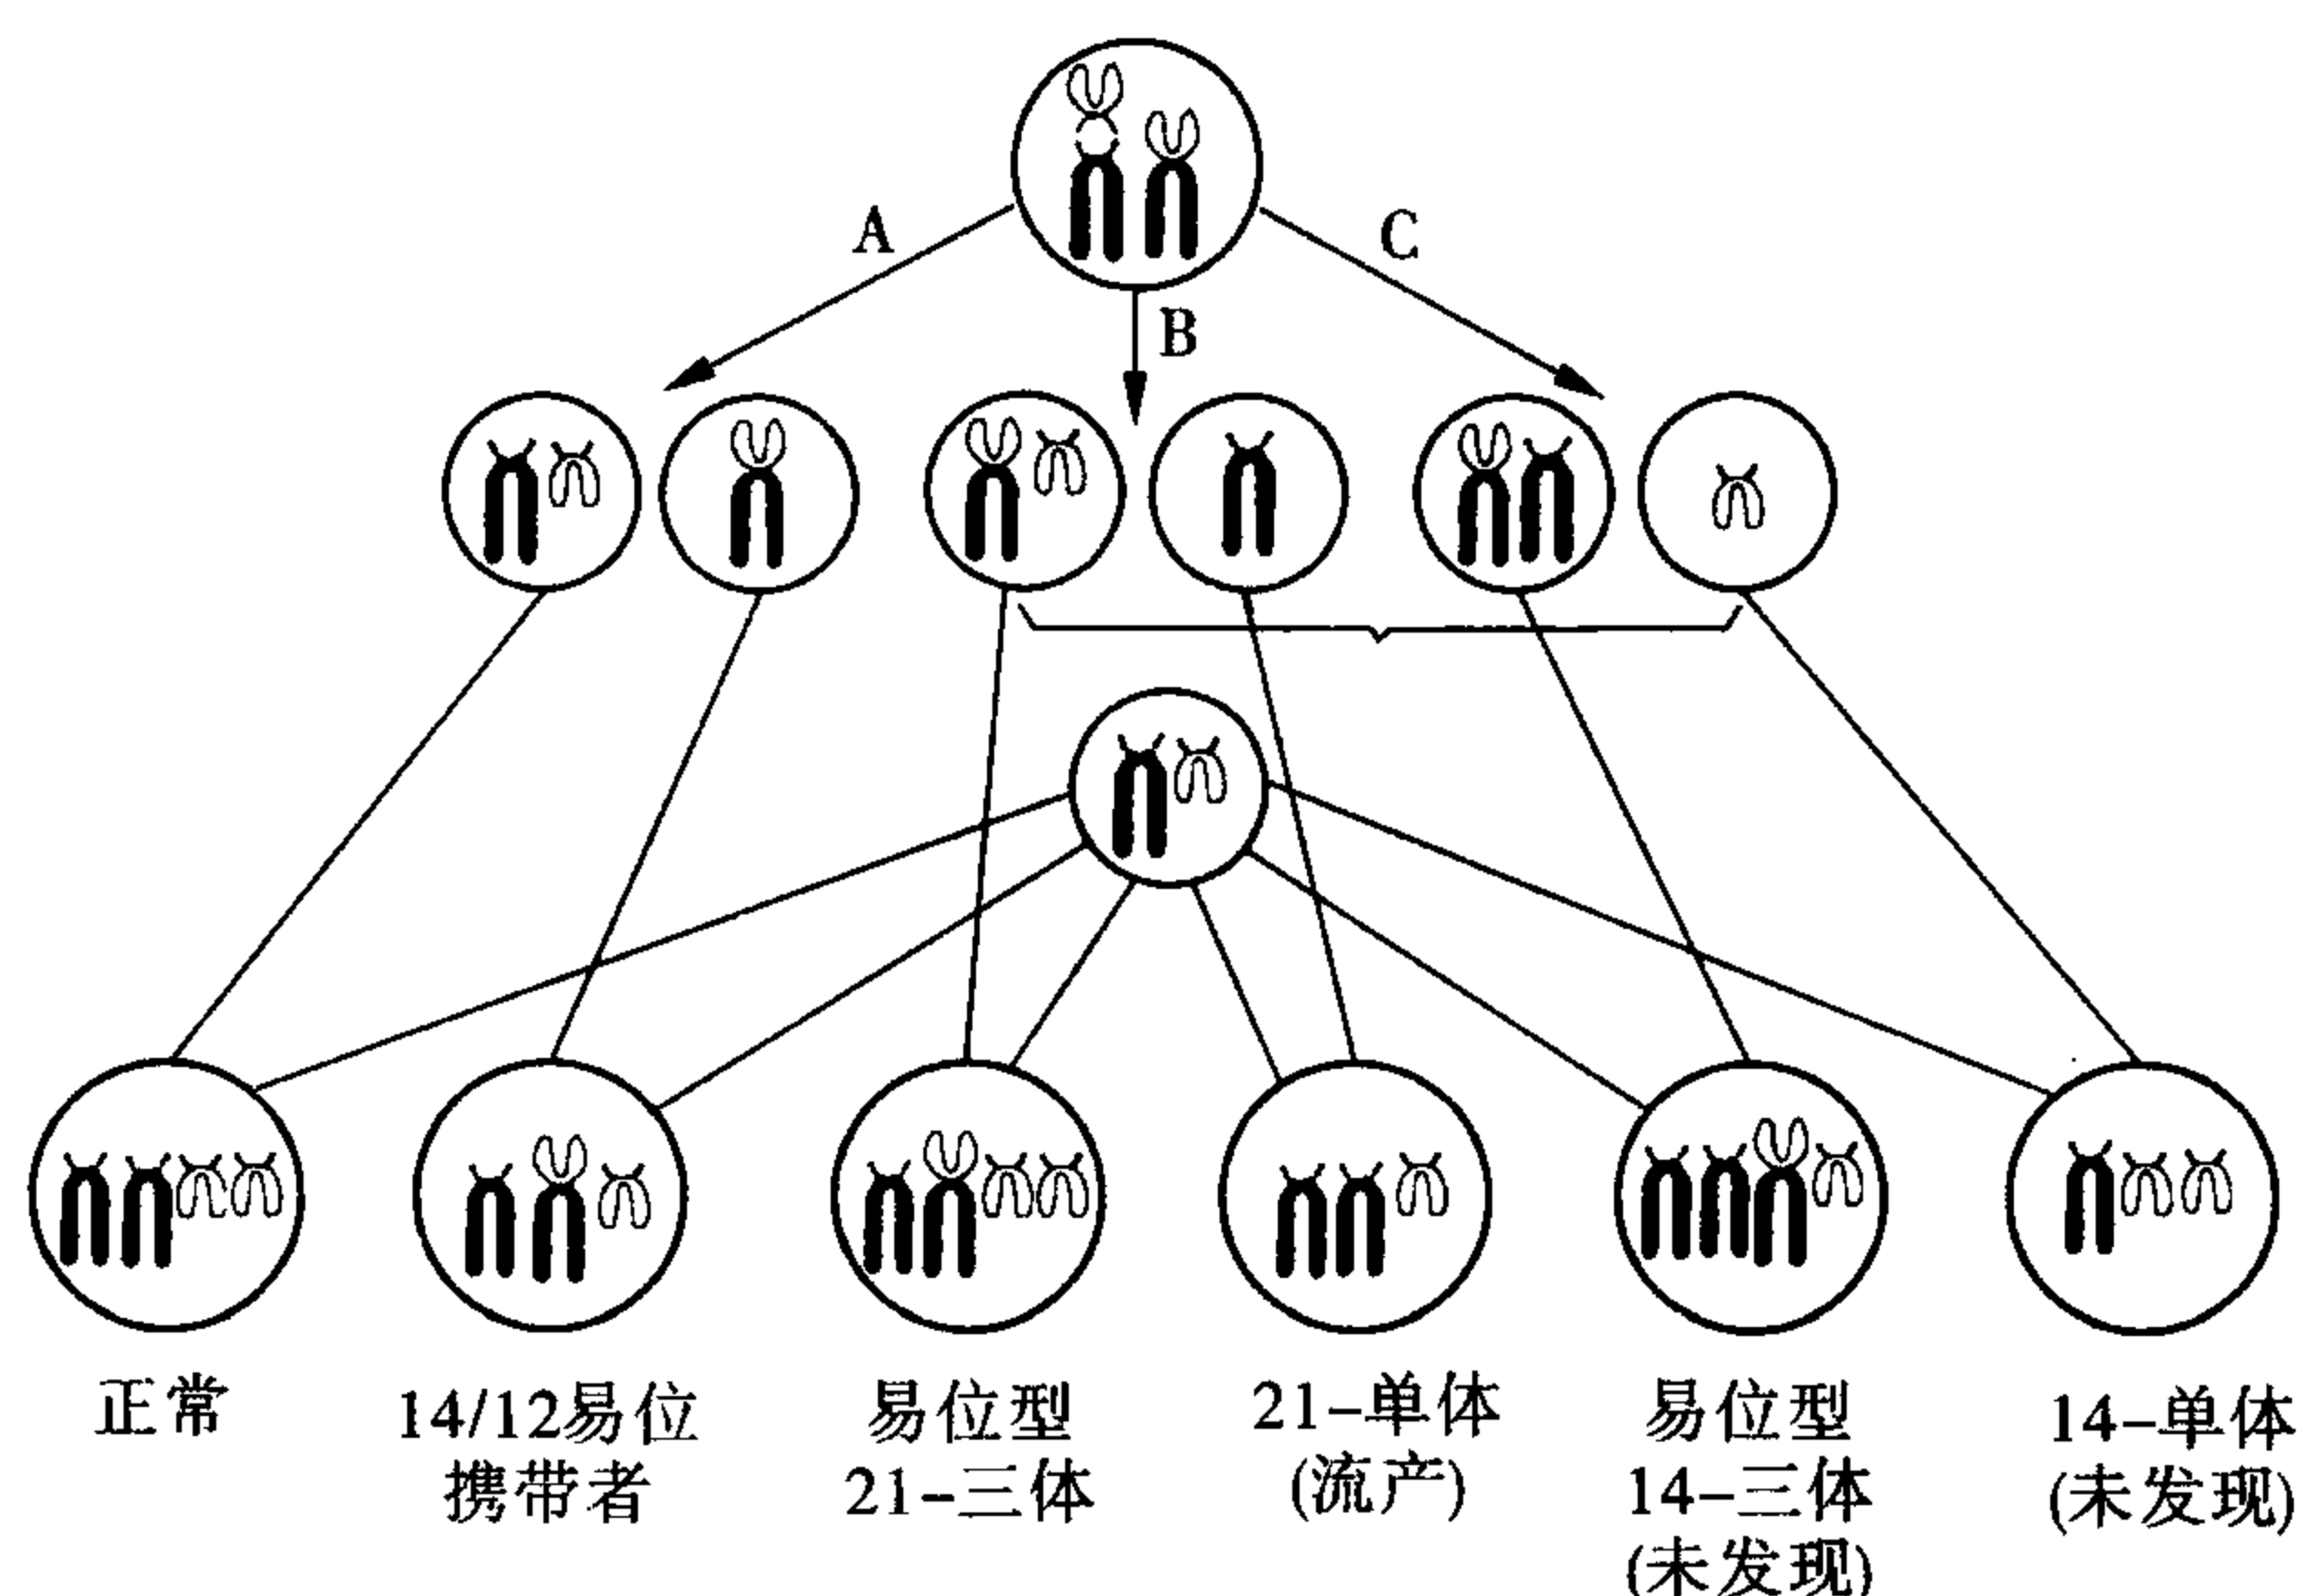 A
C
B
正常
14/12易位
携带者
易位型
21-三体
21-单体
(流产)
易位型
14-三体
(未发现)
14-单体
(未发现)